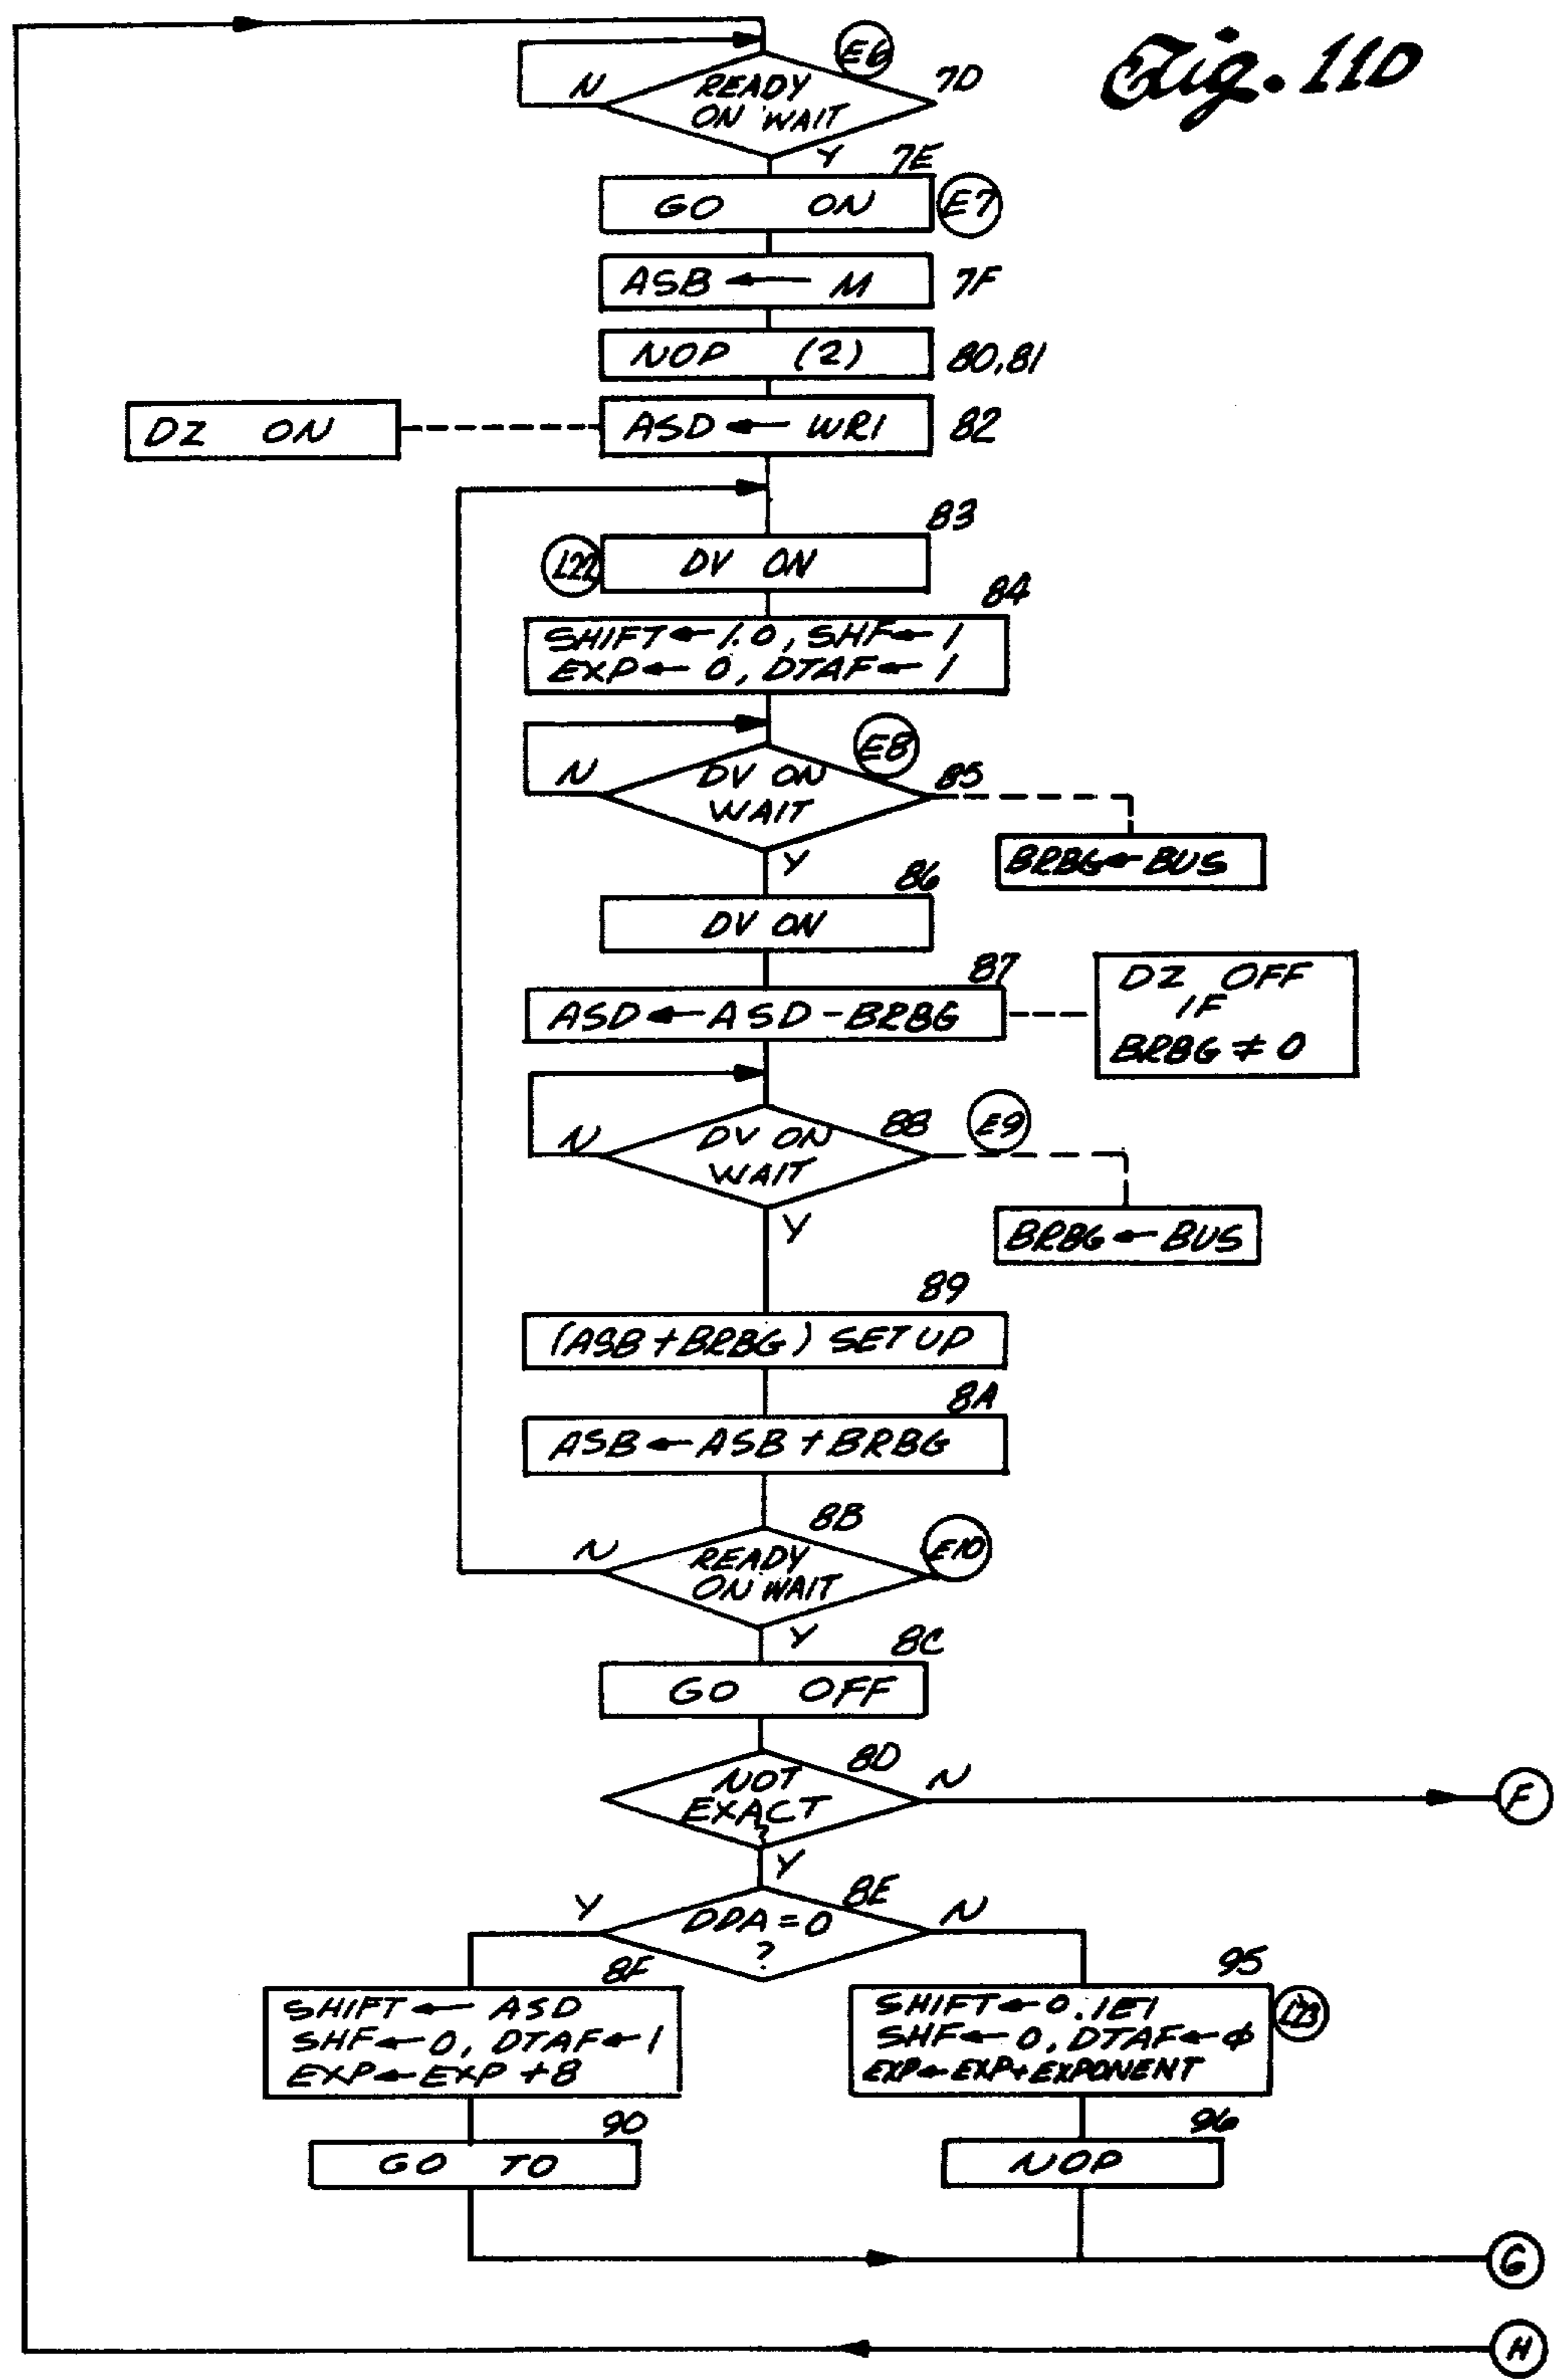 Fig. 11D
E6
7D
N
READY
ON WAIT
Y
7E
GO ON
E7
ASB ← M
7F
NOP (2)
80,81
DZ ON
ASD ← WRI
82
83
L22
DV ON
84
SHIFT ← 1.0, SHF ← 1
EXP ← 0, DTAF ← 1
E8
N
DV ON
WAIT
85
BRBG ← BUS
Y
86
DV ON
87
ASD ← ASD - BRBG
DZ OFF
IF
BRBG ≠ 0
88
E9
N
DV ON
WAIT
BRBG ← BUS
Y
89
(ASB + BRBG) SET UP
8A
ASB ← ASB + BRBG
8B
E10
N
READY
ON WAIT
Y
8C
GO OFF
8D
NOT
EXACT
?
N
F
Y
8E
Y
DDA = 0
?
N
8F
95
SHIFT ← ASD
SHF ← 0, DTAF ← 1
EXP ← EXP + 8
SHIFT ← 0.1E1
SHF ← 0, DTAF ← φ
EXP ← EXP + EXPONENT
L23
90
GO TO
96
NOP
G
H